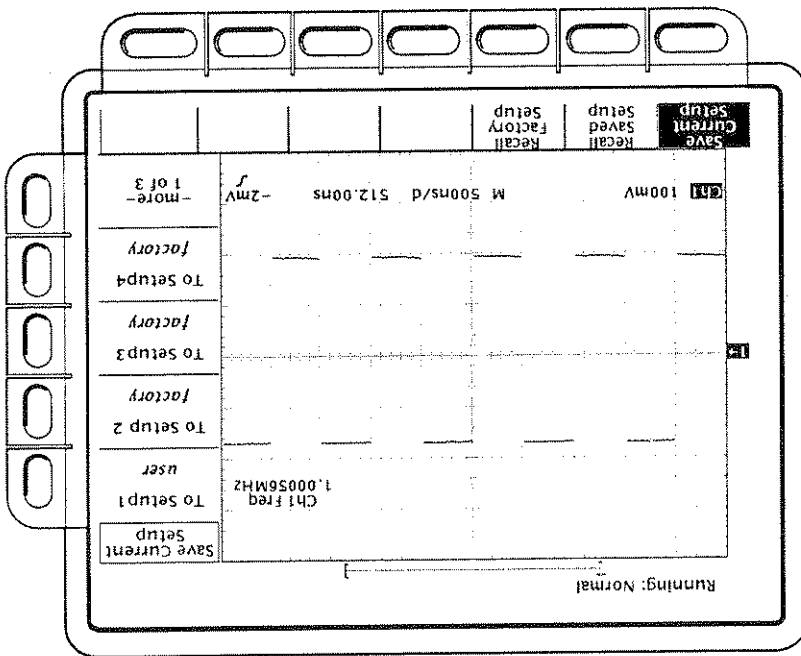 Running: Normal
Save Current
Setup
Ch1 Freq
1.00056MHz
To Setup1
user
To Setup 2
factory
1→
To Setup3
factory
To Setup4
factory
Ch1 100mV M 500ns/d 512.00ns -2mV
-more-
1 of 3
Save
Current
Setup
Recall
Saved
Setup
Recall
Factory
Setup